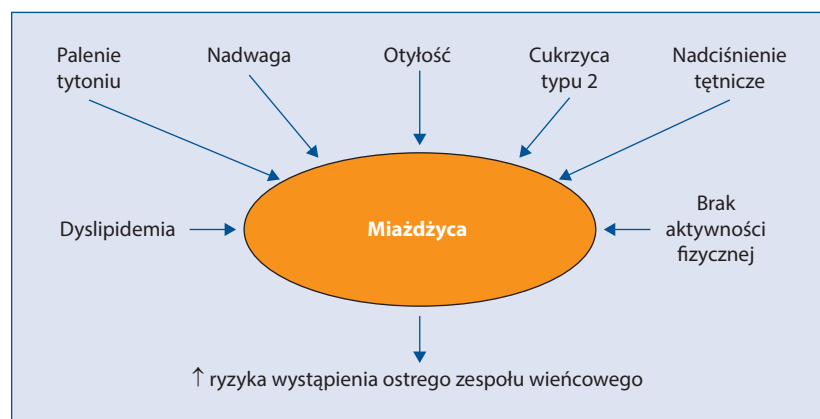 Palenie
tytoniu
Nadwaga
Otyłość
Cukrzyca
typu 2
Nadciśnienie
tętnicze
Dyslipidemia
Miażdżyca
Brak
aktywności
fizycznej
↑ ryzyka wystąpienia ostrego zespołu wieńcowego